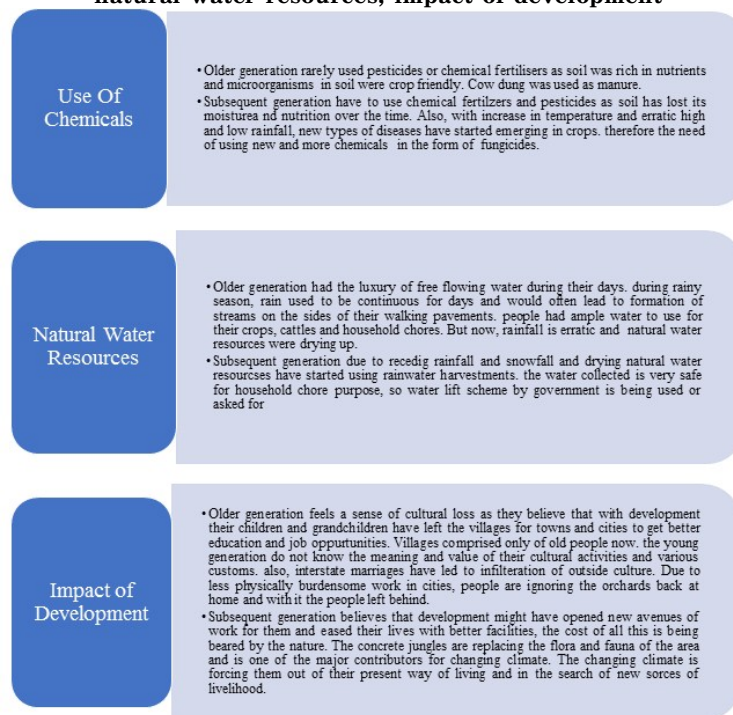 natural water resources, impact of development
Use Of
Chemicals
• Older generation rarely used pesticides or chemical fertilisers as soil was rich in nutrients
and microorganisms in soil were crop friendly. Cow dung was used as manure.
• Subsequent generation have to use chemical fertilzers and pesticides as soil has lost its
moisturea nd nutrition over the time. Also, with increase in temperature and erratic high
and low rainfall, new types of diseases have started emerging in crops. therefore the need
of using new and more chemicals in the form of fungicides.
Natural Water
Resources
• Older generation had the luxury of free flowing water during their days. during rainy
season, rain used to be continuous for days and would often lead to formation of
streams on the sides of their walking pavements. people had ample water to use for
their crops, cattles and household chores. But now, rainfall is erratic and natural water
resources were drying up.
• Subsequent generation due to recedig rainfall and snowfall and drying natural water
resourcses have started using rainwater harvestments. the water collected is very safe
for household chore purpose, so water lift scheme by government is being used or
asked for
Impact of
Development
• Older generation feels a sense of cultural loss as they believe that with development
their children and grandchildren have left the villages for towns and cities to get better
education and job oppurtunities. Villages comprised only of old people now. the young
generation do not know the meaning and value of their cultural activities and various
customs. also, interstate marriages have led to infilteration of outside culture. Due to
less physically burdensome work in cities, people are ignoring the orchards back at
home and with it the people left behind.
• Subsequent generation believes that development might have opened new avenues of
work for them and eased their lives with better facilities, the cost of all this is being
beared by the nature. The concrete jungles are replacing the flora and fauna of the area
and is one of the major contributors for changing climate. The changing climate is
forcing them out of their present way of living and in the search of new sorces of
livelihood.